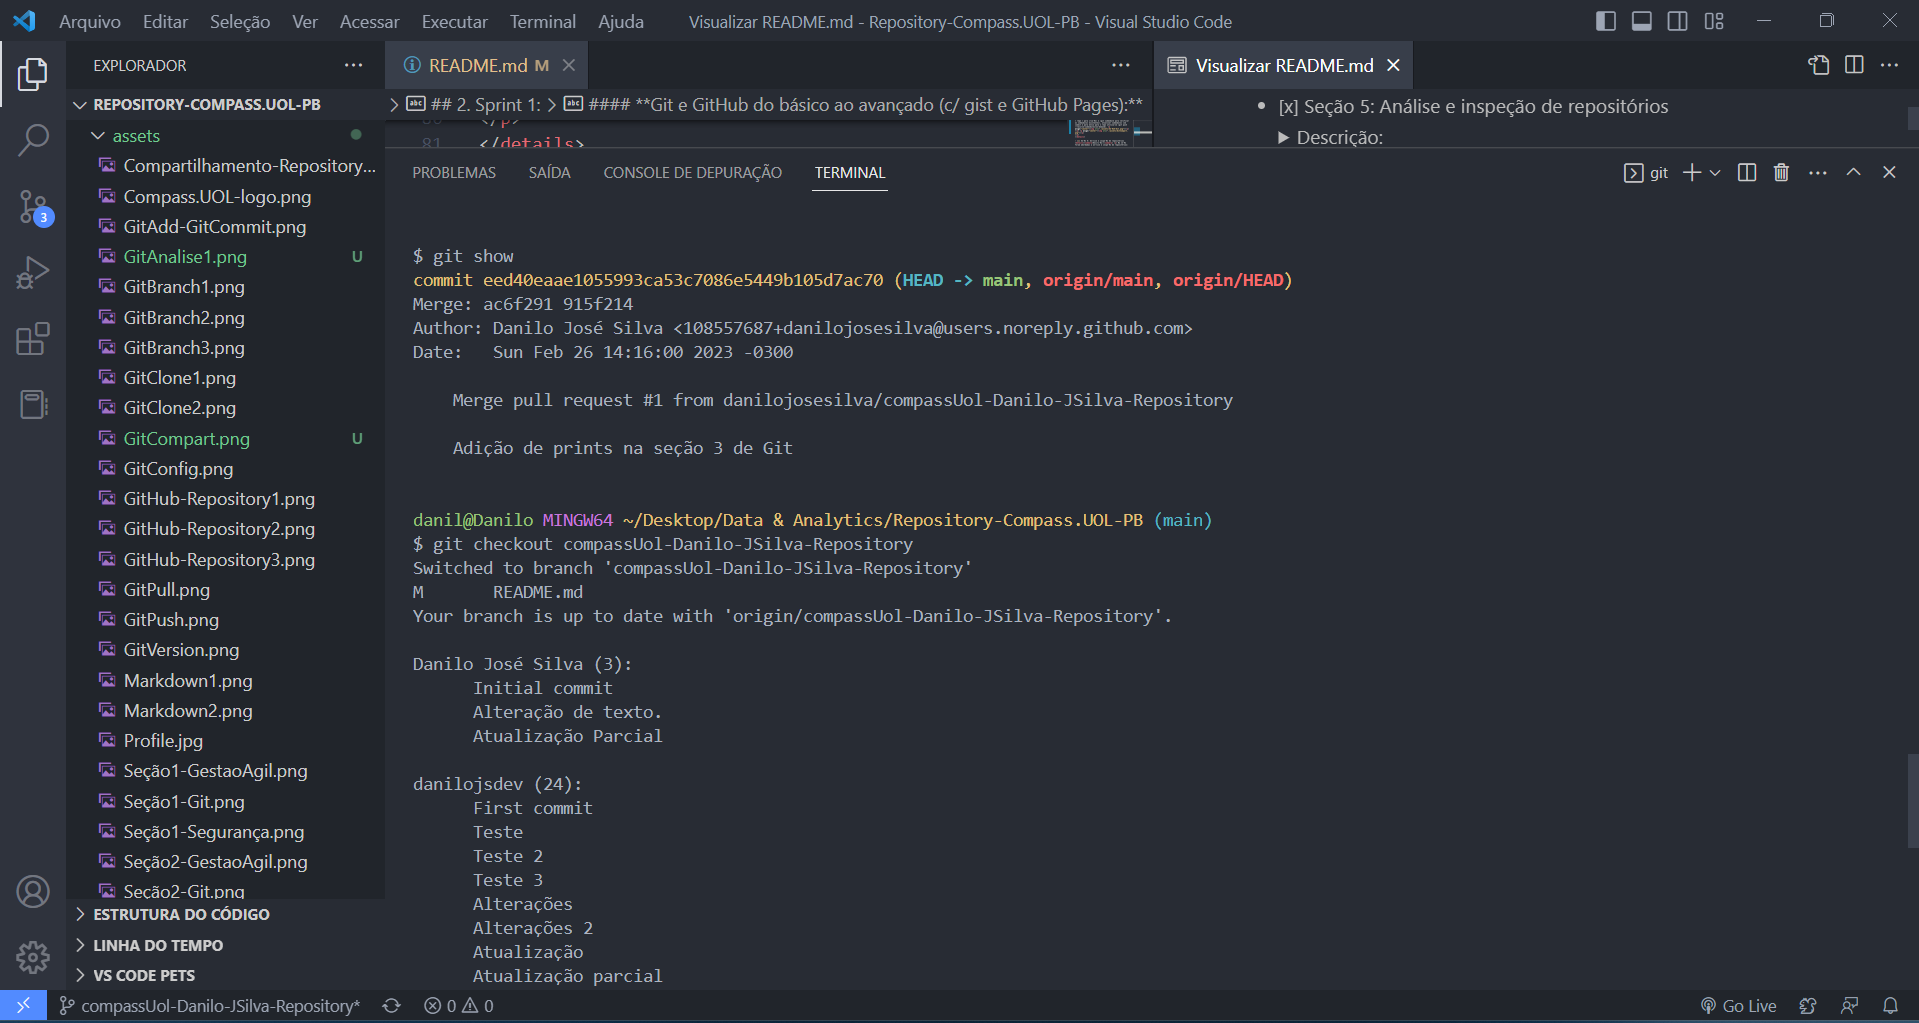 Arquivo Editar Seleção Ver Acessar Executar Terminal Ajuda
Visualizar README.md - Repository-Compass.UOL-PB - Visual Studio Code
EXPLORADOR
README.md M
Visualizar README.md
REPOSITORY-COMPASS.UOL-PB
## 2. Sprint 1: > #### **Git e GitHub do básico ao avançado (c/ gist e GitHub Pages):**
[x] Seção 5: Análise e inspeção de repositórios
81 </details>
Descrição:
assets
Compartilhamento-Repository...
Compass.UOL-logo.png
GitAdd-GitCommit.png
GitAnalise1.png U
GitBranch1.png
GitBranch2.png
GitBranch3.png
GitClone1.png
GitClone2.png
GitCompart.png U
GitConfig.png
GitHub-Repository1.png
GitHub-Repository2.png
GitHub-Repository3.png
GitPull.png
GitPush.png
GitVersion.png
Markdown1.png
Markdown2.png
Profile.jpg
Seção1-GestaoAgil.png
Seção1-Git.png
Seção1-Segurança.png
Seção2-GestaoAgil.png
Seção2-Git.png
ESTRUTURA DO CÓDIGO
LINHA DO TEMPO
VS CODE PETS
3
PROBLEMAS SAÍDA CONSOLE DE DEPURAÇÃO TERMINAL
git
$ git show
commit eed40eaae1055993ca53c7086e5449b105d7ac70 (HEAD -> main, origin/main, origin/HEAD)
Merge: ac6f291 915f214
Author: Danilo José Silva <108557687+danilojosesilva@users.noreply.github.com>
Date:   Sun Feb 26 14:16:00 2023 -0300
Merge pull request #1 from danilojosesilva/compassUol-Danilo-JSilva-Repository
Adição de prints na seção 3 de Git
danil@Danilo MINGW64 ~/Desktop/Data & Analytics/Repository-Compass.UOL-PB (main)
$ git checkout compassUol-Danilo-JSilva-Repository
Switched to branch 'compassUol-Danilo-JSilva-Repository'
M       README.md
Your branch is up to date with 'origin/compassUol-Danilo-JSilva-Repository'.
Danilo José Silva (3):
Initial commit
Alteração de texto.
Atualização Parcial
danilojsdev (24):
First commit
Teste
Teste 2
Teste 3
Alterações
Alterações 2
Atualização
Atualização parcial
compassUol-Danilo-JSilva-Repository* 0 0
Go Live